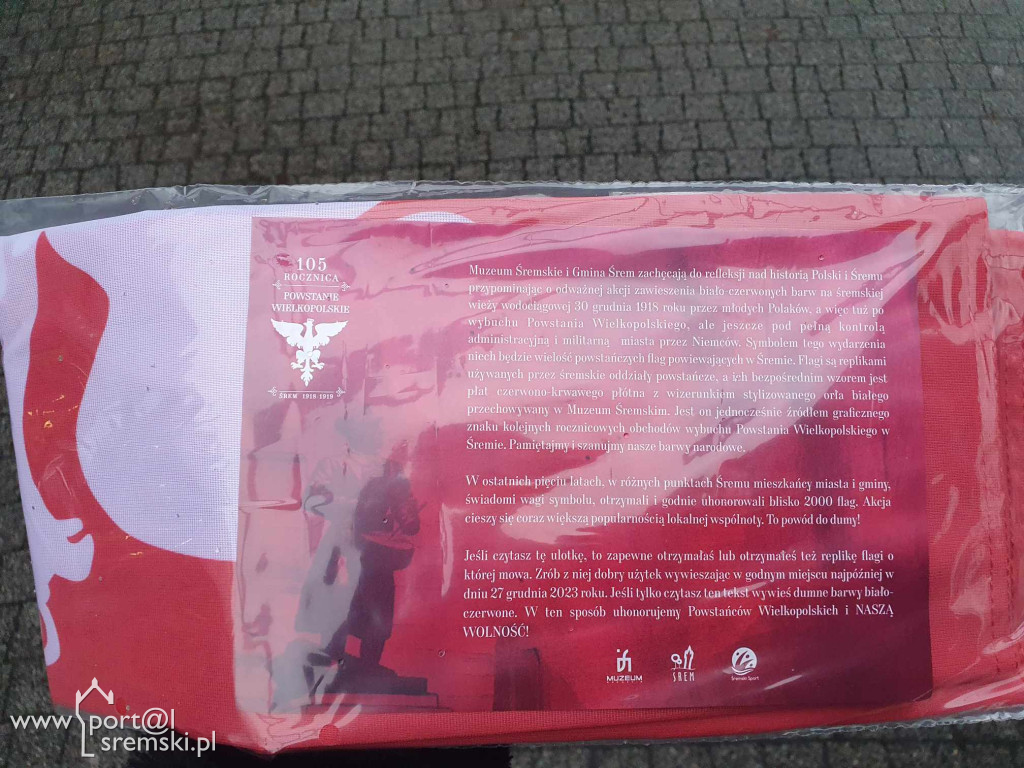 105
ROCZNICA
POWSTANIE
WIELKOPOLSKIE
ŚREM 1918/1919
Muzeum Śremskie i Gmina Śrem zachęcają do refleksji nad historią Polski i Śremu
przypominając o odważnej akcji zawieszenia biało-czerwonych barw na śremskiej
wieży wodociągowej 30 grudnia 1918 roku przez młodych Polaków, a więc tuż po
wybuchu Powstania Wielkopolskiego, ale jeszcze pod pełną kontrolą
administracyjną i militarną miasta przez Niemców. Symbolem tego wydarzenia
niech będzie wielość powstańczych flag powiewających w Śremie. Flagi są replikami
używanych przez śremskie oddziały powstańcze, a ich bezpośrednim wzorem jest
płat czerwono-krwawego płótna z wizerunkiem stylizowanego orła białego
przechowywany w Muzeum Śremskim. Jest on jednocześnie źródłem graficznego
znaku kolejnych rocznicowych obchodów wybuchu Powstania Wielkopolskiego w
Śremie. Pamiętajmy i szanujmy nasze barwy narodowe.
W ostatnich pięciu latach, w różnych punktach Śremu mieszkańcy miasta i gminy,
świadomi wagi symbolu, otrzymali i godnie uhonorowali blisko 2000 flag. Akcja
cieszy się coraz większą popularnością lokalnej wspólnoty. To powód do dumy!
Jeśli czytasz tę ulotkę, to zapewne otrzymałaś lub otrzymałeś też replikę flagi o
której mowa. Zrób z niej dobry użytek wywieszając w godnym miejscu najpóźniej w
dniu 27 grudnia 2023 roku. Jeśli tylko czytasz ten tekst wywieś dumne barwy biało-
czerwone. W ten sposób uhonorujemy Powstańców Wielkopolskich i NASZĄ
WOLNOŚĆ!
MUZEUM
ŚREM
Śremski Sport
www.portal
sremski.pl